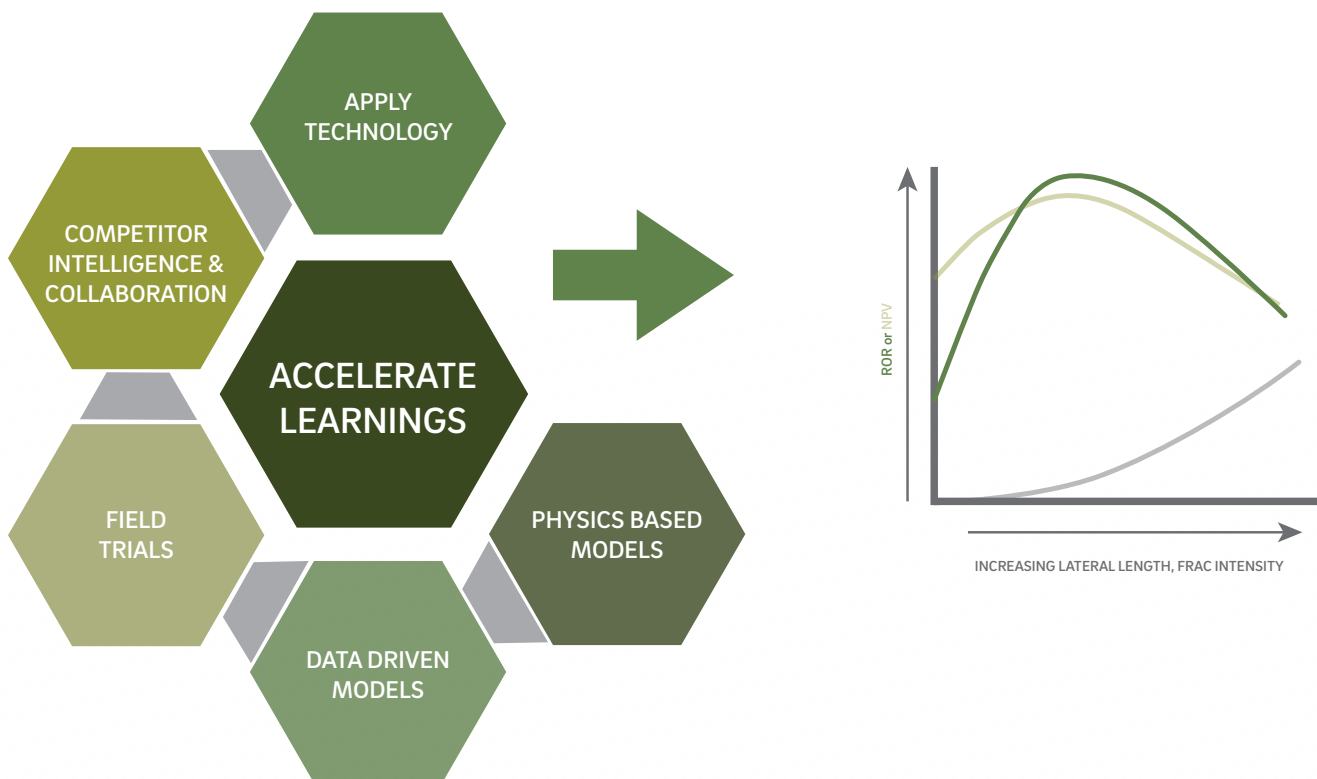 APPLY
TECHNOLOGY
COMPETITOR
INTELLIGENCE &
COLLABORATION
ACCELERATE
LEARNINGS
FIELD
TRIALS
PHYSICS BASED
MODELS
DATA DRIVEN
MODELS
ROR or NPV
INCREASING LATERAL LENGTH, FRAC INTENSITY